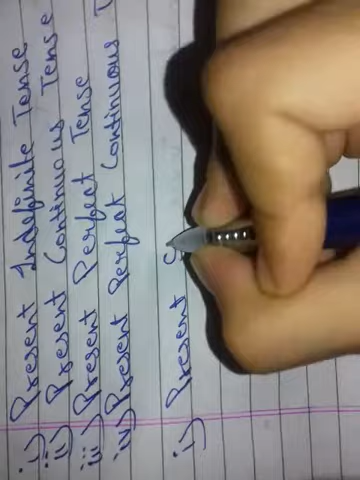 i) Present Indefinite Tense
ii) Present Continuous Tense
iii) Present Perfect Tense
iv) Present Perfect Continuous T
i) Present